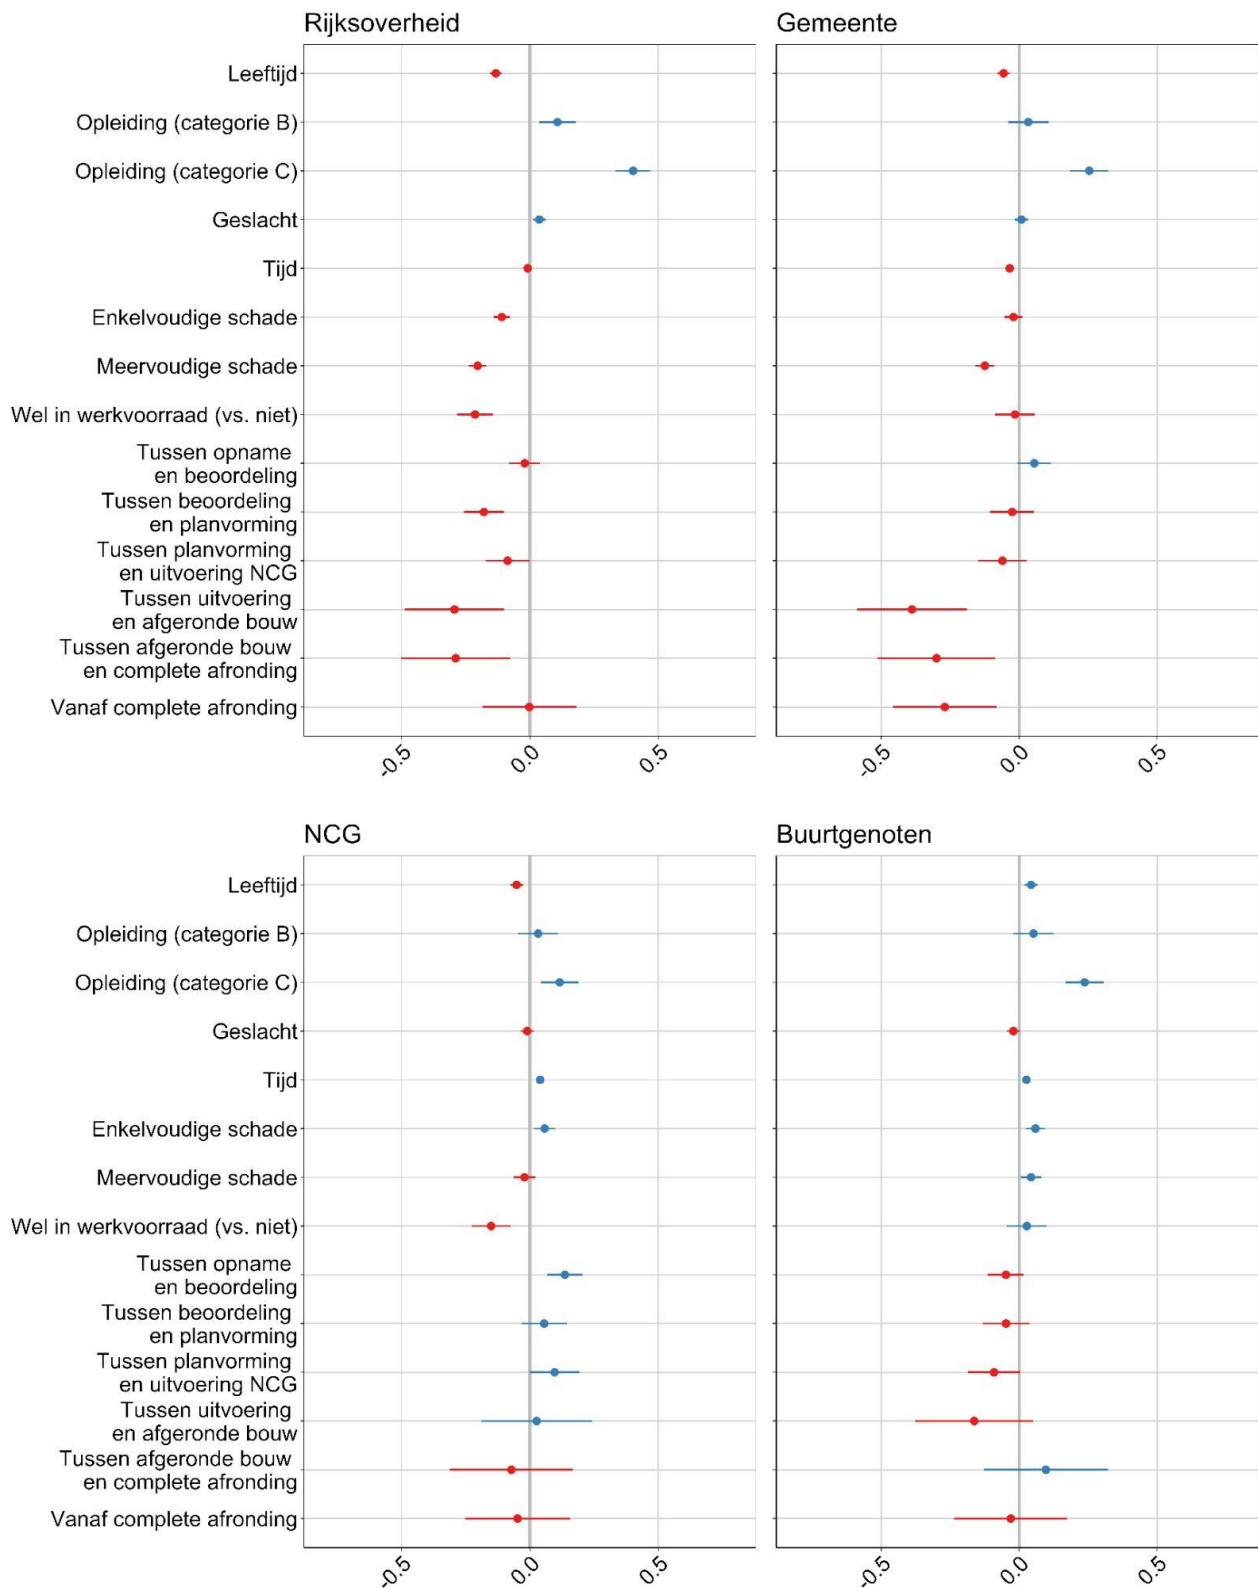 Rijksoverheid
Gemeente
Leeftijd
Opleiding (categorie B)
Opleiding (categorie C)
Geslacht
Tijd
Enkelvoudige schade
Meervoudige schade
Wel in werkvoorraad (vs. niet)
Tussen opname
en beoordeling
Tussen beoordeling
en planvorming
Tussen planvorming
en uitvoering NCG
Tussen uitvoering
en afgeronde bouw
Tussen afgeronde bouw
en complete afronding
Vanaf complete afronding
-0.5
0.0
0.5
-0.5
0.0
0.5
NCG
Buurtgenoten
Leeftijd
Opleiding (categorie B)
Opleiding (categorie C)
Geslacht
Tijd
Enkelvoudige schade
Meervoudige schade
Wel in werkvoorraad (vs. niet)
Tussen opname
en beoordeling
Tussen beoordeling
en planvorming
Tussen planvorming
en uitvoering NCG
Tussen uitvoering
en afgeronde bouw
Tussen afgeronde bouw
en complete afronding
Vanaf complete afronding
-0.5
0.0
0.5
-0.5
0.0
0.5